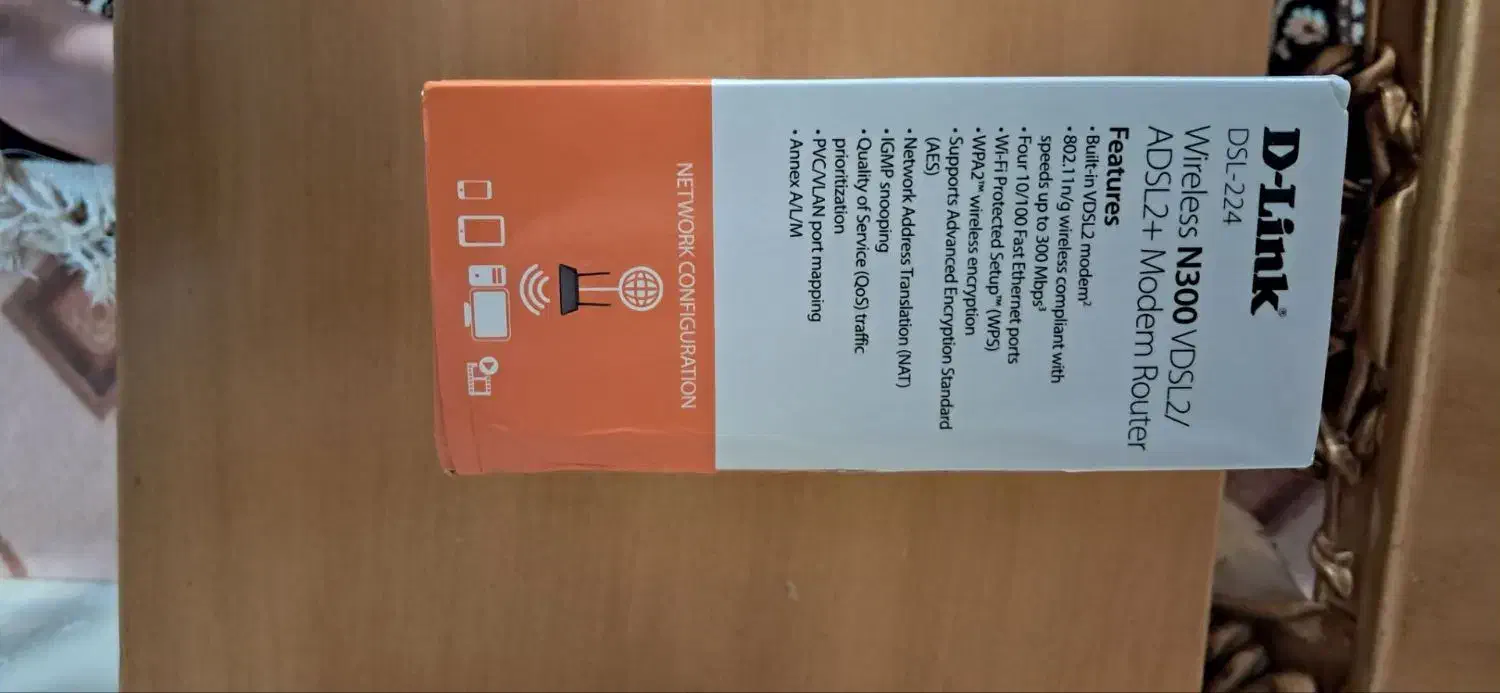 D-Link®
DSL-224
Wireless N300 VDSL2/
ADSL2+ Modem Router
Features
• Built-in VDSL2 modem²
• 802.11n/g wireless compliant with
speeds up to 300 Mbps³
• Four 10/100 Fast Ethernet ports
• Wi-Fi Protected Setup™ (WPS)
• WPA2™ wireless encryption
• Supports Advanced Encryption Standard
(AES)
• Network Address Translation (NAT)
• IGMP snooping
• Quality of Service (QoS) traffic
prioritization
• PVC/VLAN port mapping
• Annex A/L/M
NETWORK CONFIGURATION